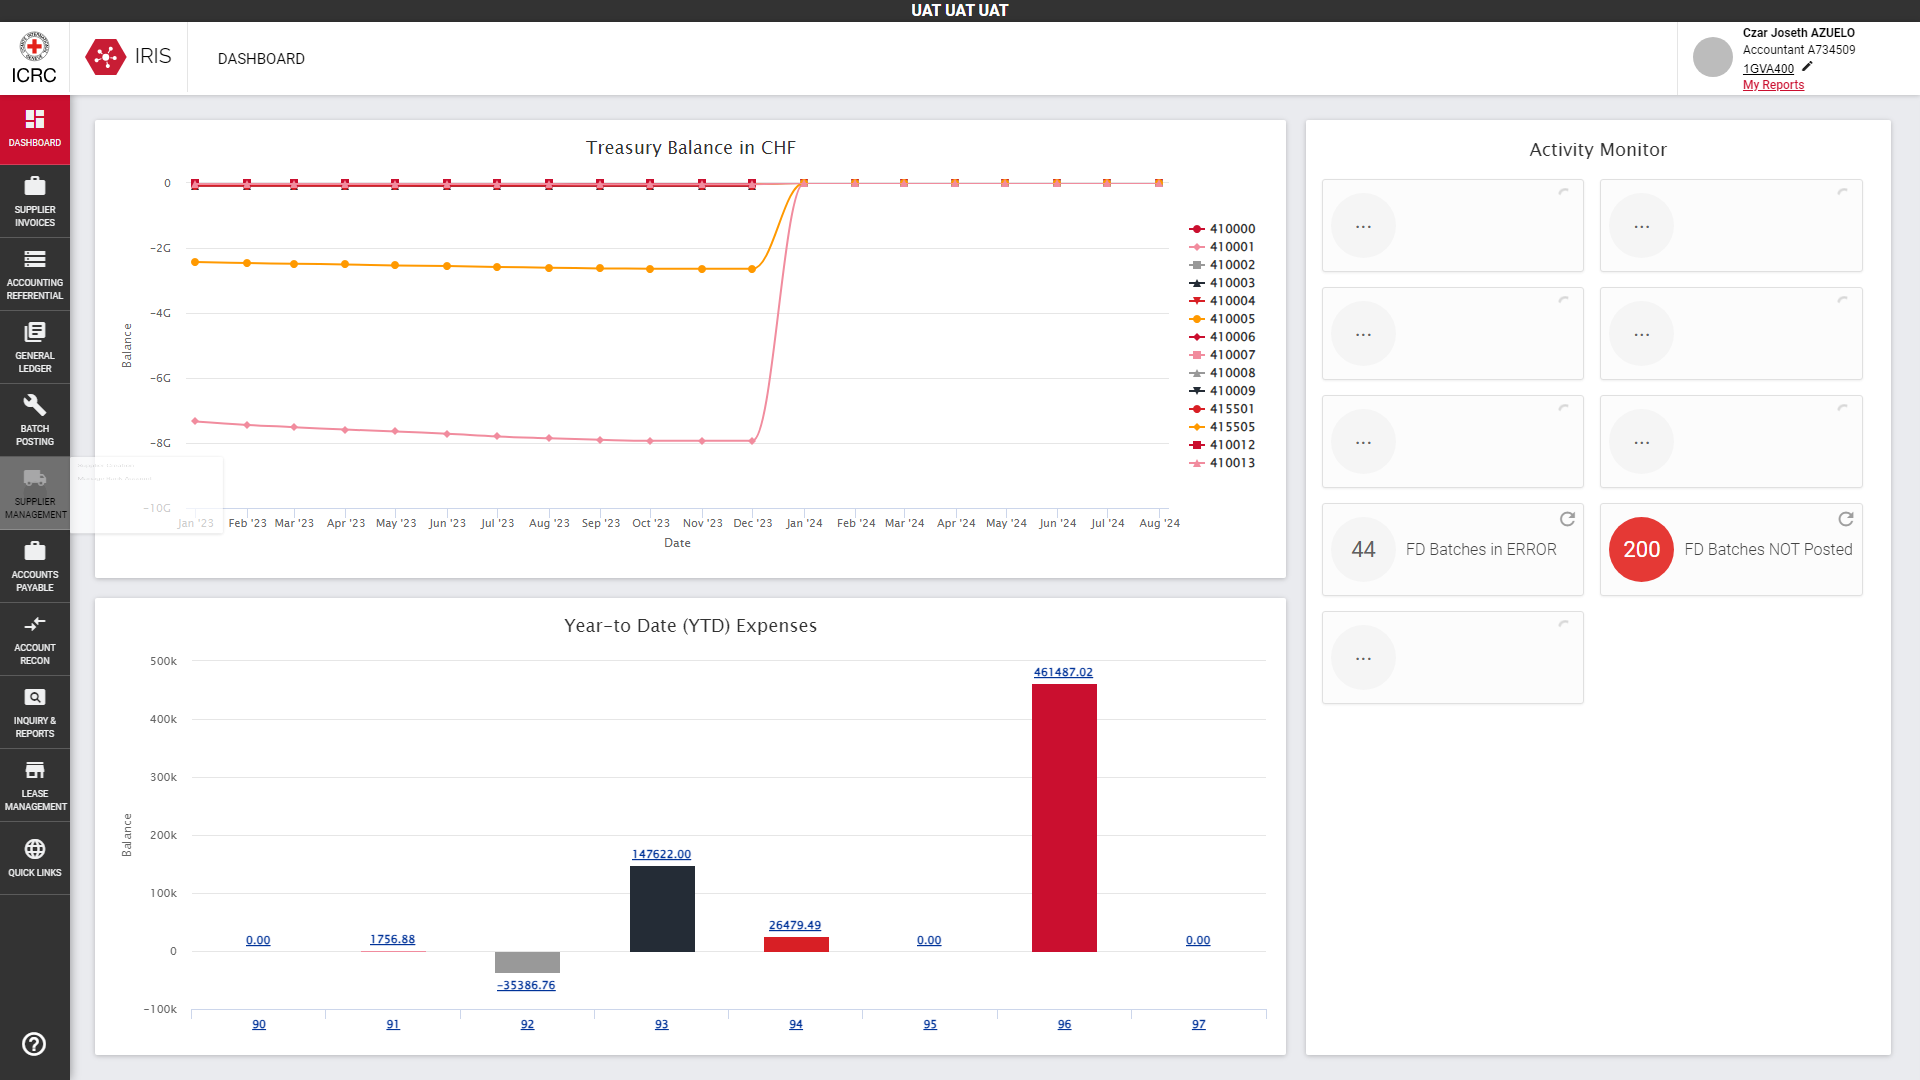 UAT UAT UAT
ICRC
IRIS
DASHBOARD
Czar Joseth AZUELO
Accountant A734509
1GVA400
My Reports
DASHBOARD
SUPPLIER
INVOICES
ACCOUNTING
REFERENTIAL
GENERAL
LEDGER
BATCH
POSTING
SUPPLIER
MANAGEMENT
ACCOUNTS
PAYABLE
ACCOUNT
RECON
INQUIRY &
REPORTS
LEASE
MANAGEMENT
QUICK LINKS
Treasury Balance in CHF
0
−2G
−4G
−6G
−8G
−10G
Balance
Jan '23 Feb '23 Mar '23 Apr '23 May '23 Jun '23 Jul '23 Aug '23 Sep '23 Oct '23 Nov '23 Dec '23 Jan '24 Feb '24 Mar '24 Apr '24 May '24 Jun '24 Jul '24 Aug '24
Date
410000
410001
410002
410003
410004
410005
410006
410007
410008
410009
415501
415505
410012
410013
Year-to Date (YTD) Expenses
500k
400k
300k
200k
100k
0
−100k
Balance
0.00
1756.88
−35386.76
147622.00
26479.49
0.00
461487.02
0.00
90 91 92 93 94 95 96 97
Activity Monitor
... ...
... ...
... ...
44 FD Batches in ERROR
200 FD Batches NOT Posted
...